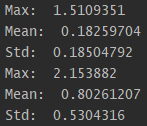 Max:  1.5109351
Mean:  0.18259704
Std:  0.18504792
Max:  2.153882
Mean:  0.80261207
Std:  0.5304316